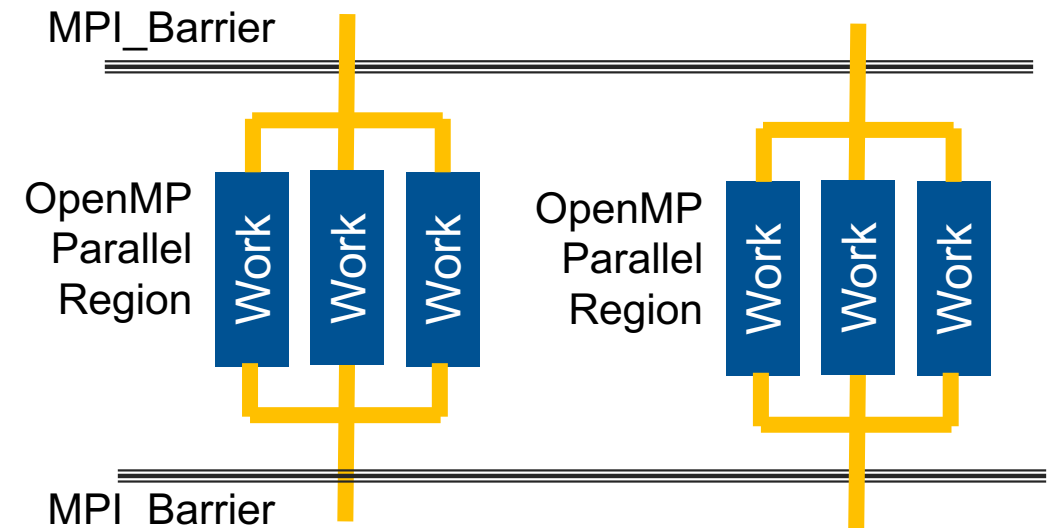 MPI_Barrier
OpenMP
Parallel
Region
Work
Work
Work
OpenMP
Parallel
Region
Work
Work
Work
MPI_Barrier